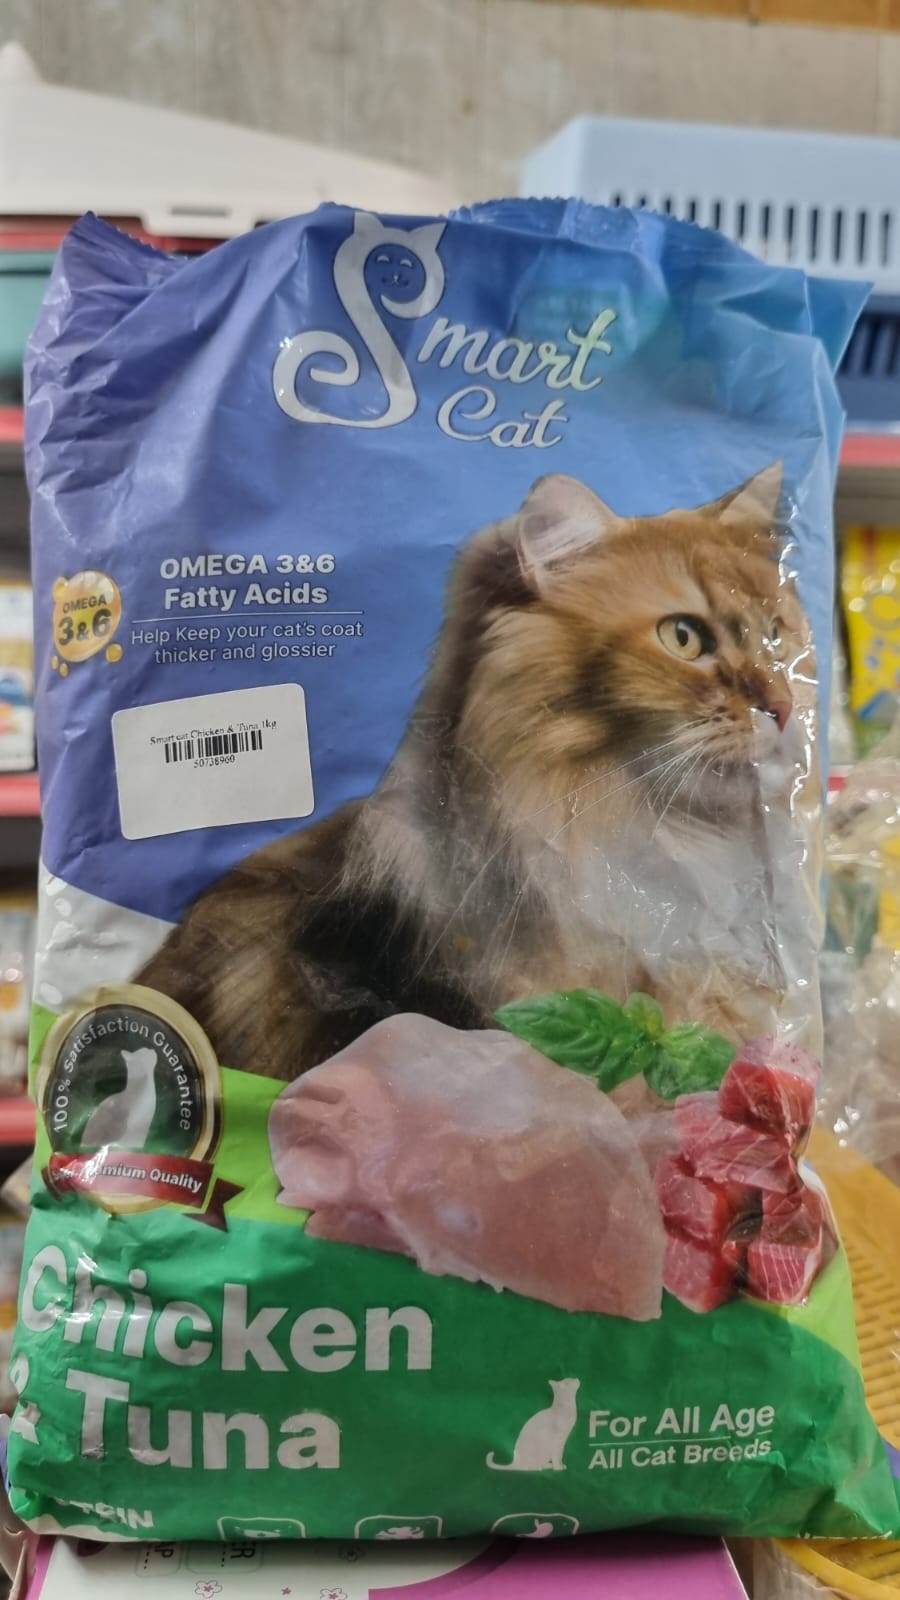 Smart
Cat
OMEGA 3&6
Fatty Acids
Help Keep your cat's coat
thicker and glossier
OMEGA
3&6
Smart cat Chicken & Tuna 1kg
50738960
100% Satisfaction Guarantee
Quality
Chicken
& Tuna
For All Age
All Cat Breeds